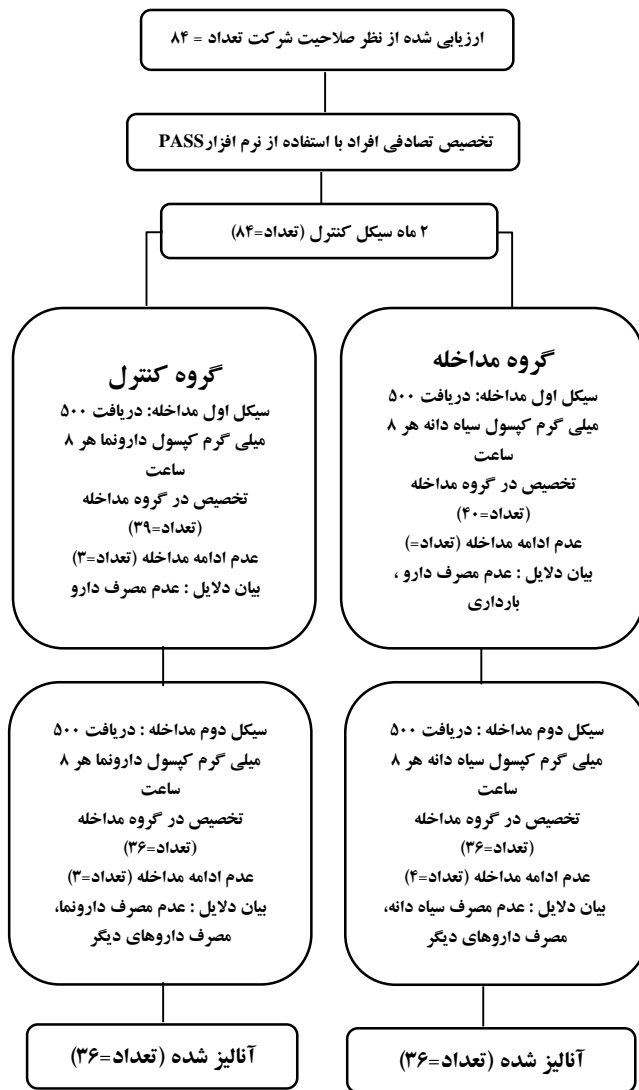 ارزیابی شده از نظر صلاحیت شرکت تعداد = ۸۴
تخصیص تصادفی افراد با استفاده از نرم افزار PASS
۲ ماه سیکل کنترل (تعداد=۸۴)
گروه مداخله
سیکل اول مداخله: دریافت ۵۰۰
میلی گرم کپسول سیاه دانه هر ۸
ساعت
تخصیص در گروه مداخله
(تعداد=۴۰)
عدم ادامه مداخله (تعداد=)
بیان دلایل : عدم مصرف دارو ،
بارداری
گروه کنترل
سیکل اول مداخله: دریافت ۵۰۰
میلی گرم کپسول دارونما هر ۸
ساعت
تخصیص در گروه مداخله
(تعداد=۳۹)
عدم ادامه مداخله (تعداد=۳)
بیان دلایل : عدم مصرف دارو
سیکل دوم مداخله : دریافت ۵۰۰
میلی گرم کپسول سیاه دانه هر ۸
ساعت
تخصیص در گروه مداخله
(تعداد=۳۶)
عدم ادامه مداخله (تعداد=۴)
بیان دلایل : عدم مصرف سیاه دانه،
مصرف داروهای دیگر
سیکل دوم مداخله : دریافت ۵۰۰
میلی گرم کپسول دارونما هر ۸
ساعت
تخصیص در گروه مداخله
(تعداد=۳۶)
عدم ادامه مداخله (تعداد=۳)
بیان دلایل : عدم مصرف دارونما،
مصرف داروهای دیگر
آنالیز شده (تعداد=۳۶)
آنالیز شده (تعداد=۳۶)